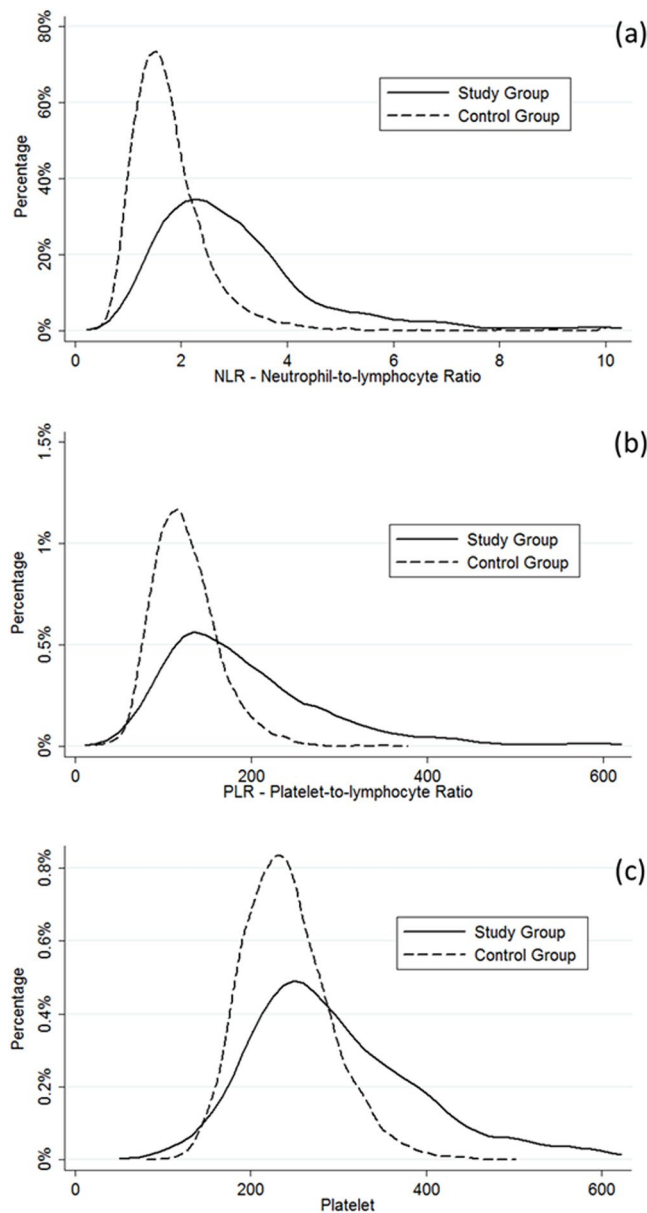 (a)
80%
60%
40%
20%
0%
Percentage
Study Group
Control Group
0 2 4 6 8 10
NLR - Neutrophil-to-lymphocyte Ratio
(b)
1.5%
1%
0.5%
0%
Percentage
Study Group
Control Group
0 200 400 600
PLR - Platelet-to-lymphocyte Ratio
(c)
0.8%
0.6%
0.4%
0.2%
0%
Percentage
Study Group
Control Group
0 200 400 600
Platelet